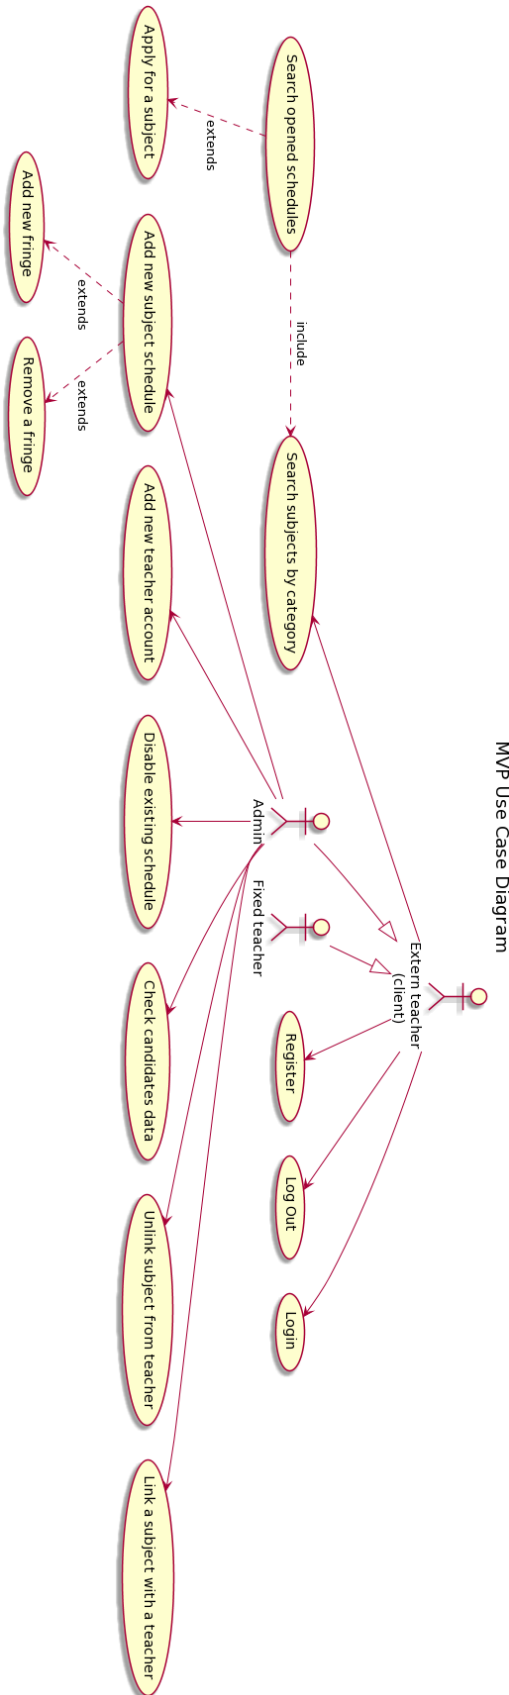 MVP Use Case Diagram
Extern teacher
(client)
Admin
Fixed teacher
Search opened schedules
include
Search subjects by category
Register
Log Out
Login
extends
Apply for a subject
Add new subject schedule
Add new teacher account
Disable existing schedule
Check candidates data
Unlink subject from teacher
Link a subject with a teacher
extends
extends
Add new fringe
Remove a fringe